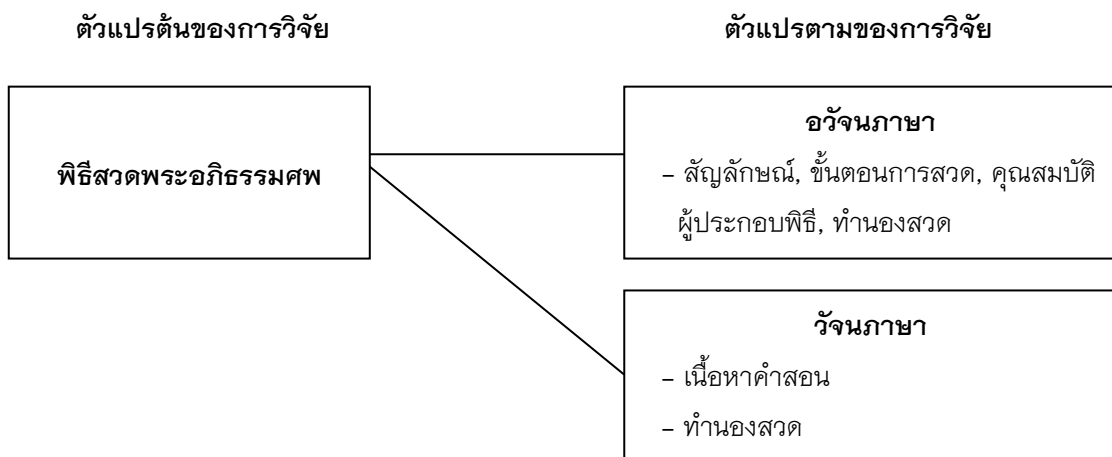 ตัวแปรต้นของการวิจัย
ตัวแปรตามของการวิจัย
พิธีสวดพระอภิธรรมศพ
อวัจนภาษา
– สัญลักษณ์, ขั้นตอนการสวด, คุณสมบัติ
ผู้ประกอบพิธี, ทำนองสวด
วัจนภาษา
– เนื้อหาคำสอน
– ทำนองสวด